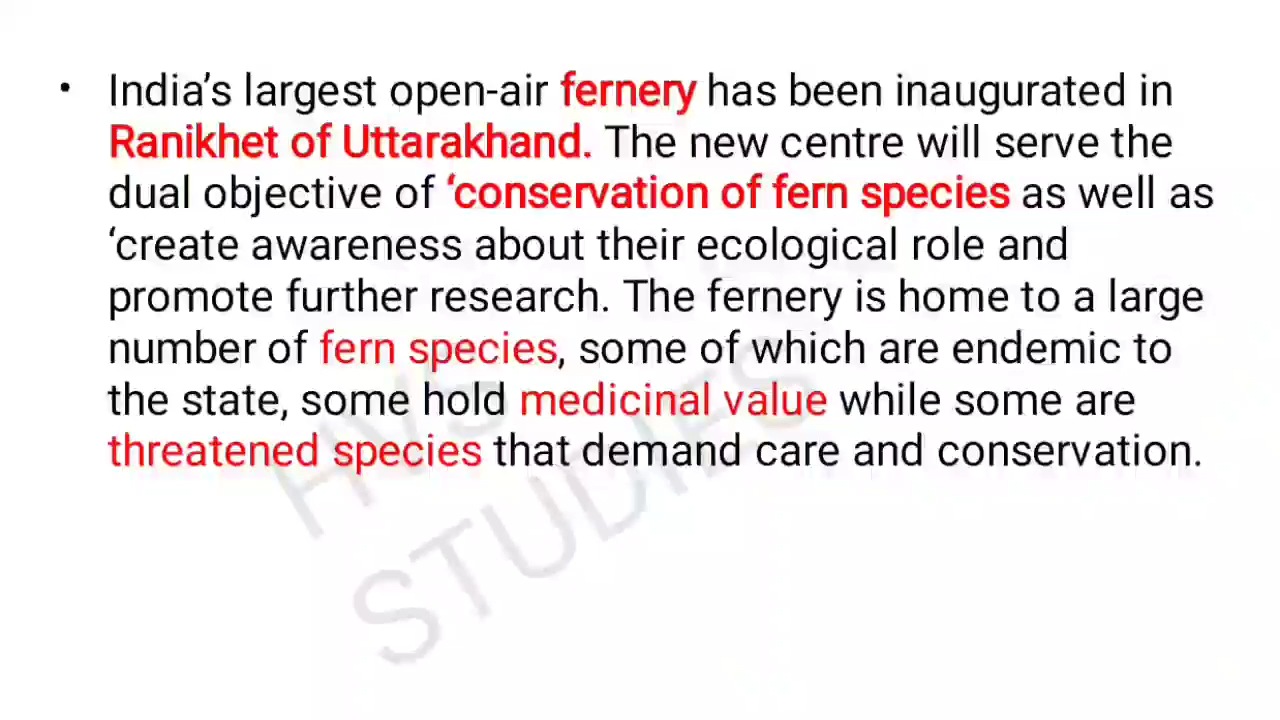 • India’s largest open-air fernery has been inaugurated in
Ranikhet of Uttarakhand. The new centre will serve the
dual objective of ‘conservation of fern species as well as
‘create awareness about their ecological role and
promote further research. The fernery is home to a large
number of fern species, some of which are endemic to
the state, some hold medicinal value while some are
threatened species that demand care and conservation.
HVS
STUDIES